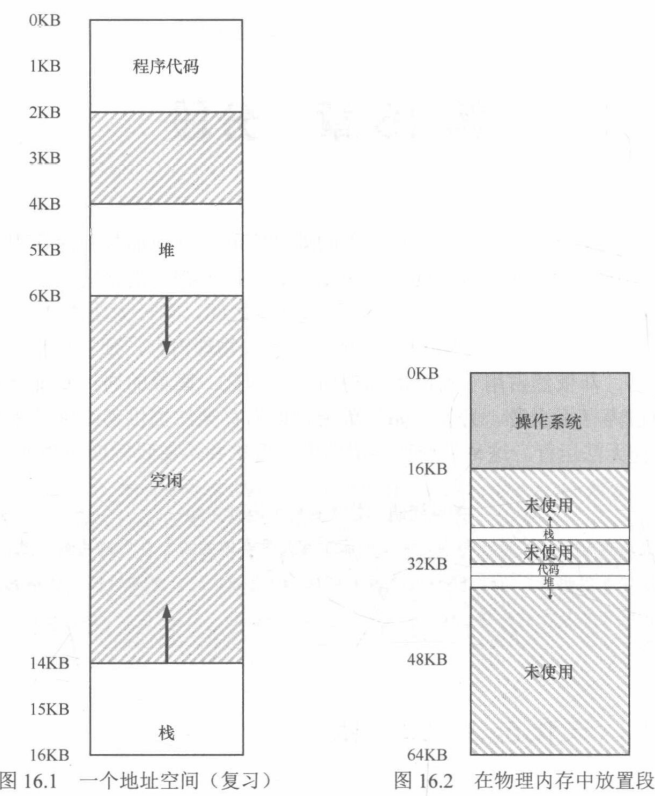 0KB
1KB
程序代码
2KB
3KB
4KB
5KB
堆
6KB
空闲
14KB
15KB
栈
16KB
图 16.1 一个地址空间（复习）
0KB
操作系统
16KB
未使用
栈
未使用
32KB
代码
堆
48KB
未使用
64KB
图 16.2 在物理内存中放置段